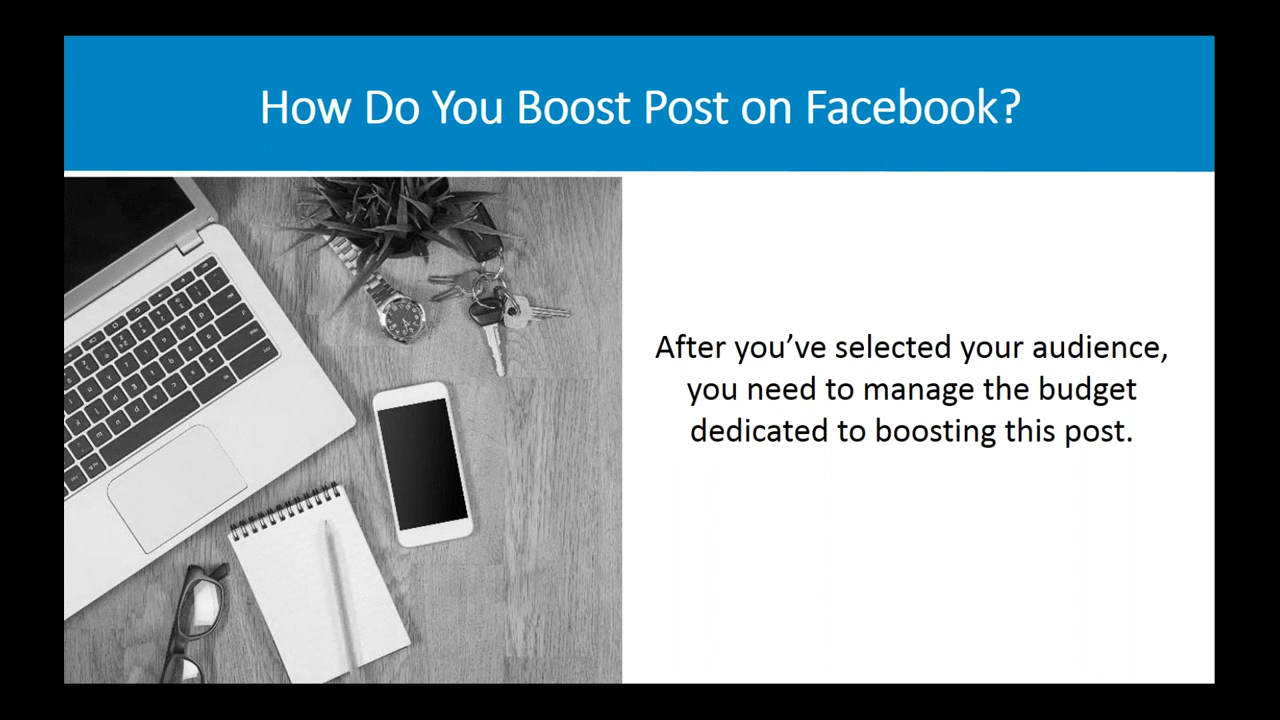 How Do You Boost Post on Facebook?
After you’ve selected your audience,
you need to manage the budget
dedicated to boosting this post.